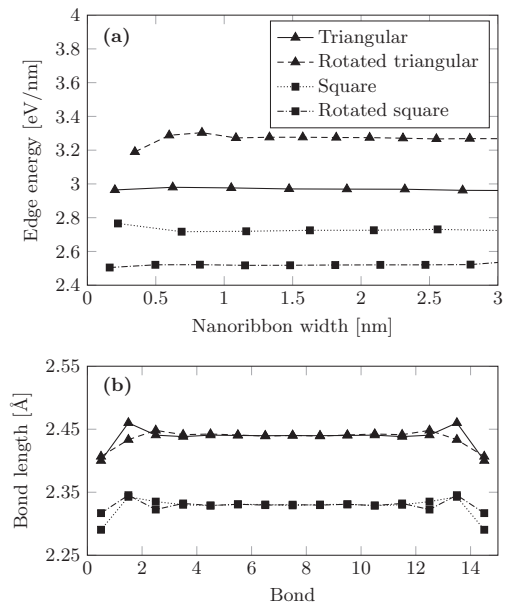 4
3.8
3.6
3.4
3.2
3
2.8
2.6
2.4
Edge energy [eV/nm]
(a)
Triangular
Rotated triangular
Square
Rotated square
0
0.5
1
1.5
2
2.5
3
Nanoribbon width [nm]
2.55
2.45
2.35
2.25
Bond length [Å]
(b)
0
2
4
6
8
10
12
14
Bond